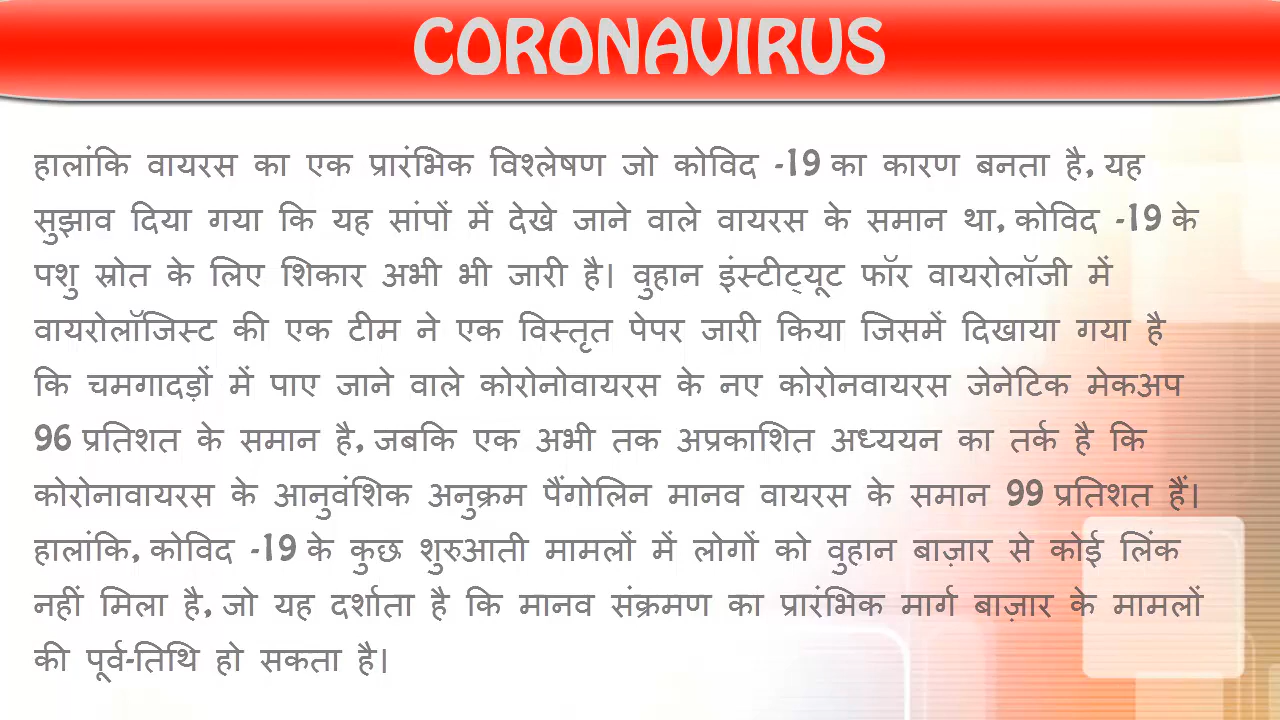 CORONAVIRUS
हालांकि वायरस का एक प्रारंभिक विश्लेषण जो कोविद -19 का कारण बनता है, यह
सुझाव दिया गया कि यह सांपों में देखे जाने वाले वायरस के समान था, कोविद -19 के
पशु स्रोत के लिए शिकार अभी भी जारी है। वुहान इंस्टीट्यूट फॉर वायरोलॉजी में
वायरोलॉजिस्ट की एक टीम ने एक विस्तृत पेपर जारी किया जिसमें दिखाया गया है
कि चमगादड़ों में पाए जाने वाले कोरोनोवायरस के नए कोरोनवायरस जेनेटिक मेकअप
96 प्रतिशत के समान है, जबकि एक अभी तक अप्रकाशित अध्ययन का तर्क है कि
कोरोनावायरस के आनुवंशिक अनुक्रम पैंगोलिन मानव वायरस के समान 99 प्रतिशत हैं।
हालांकि, कोविद -19 के कुछ शुरुआती मामलों में लोगों को वुहान बाज़ार से कोई लिंक
नहीं मिला है, जो यह दर्शाता है कि मानव संक्रमण का प्रारंभिक मार्ग बाज़ार के मामलों
की पूर्व-तिथि हो सकता है।